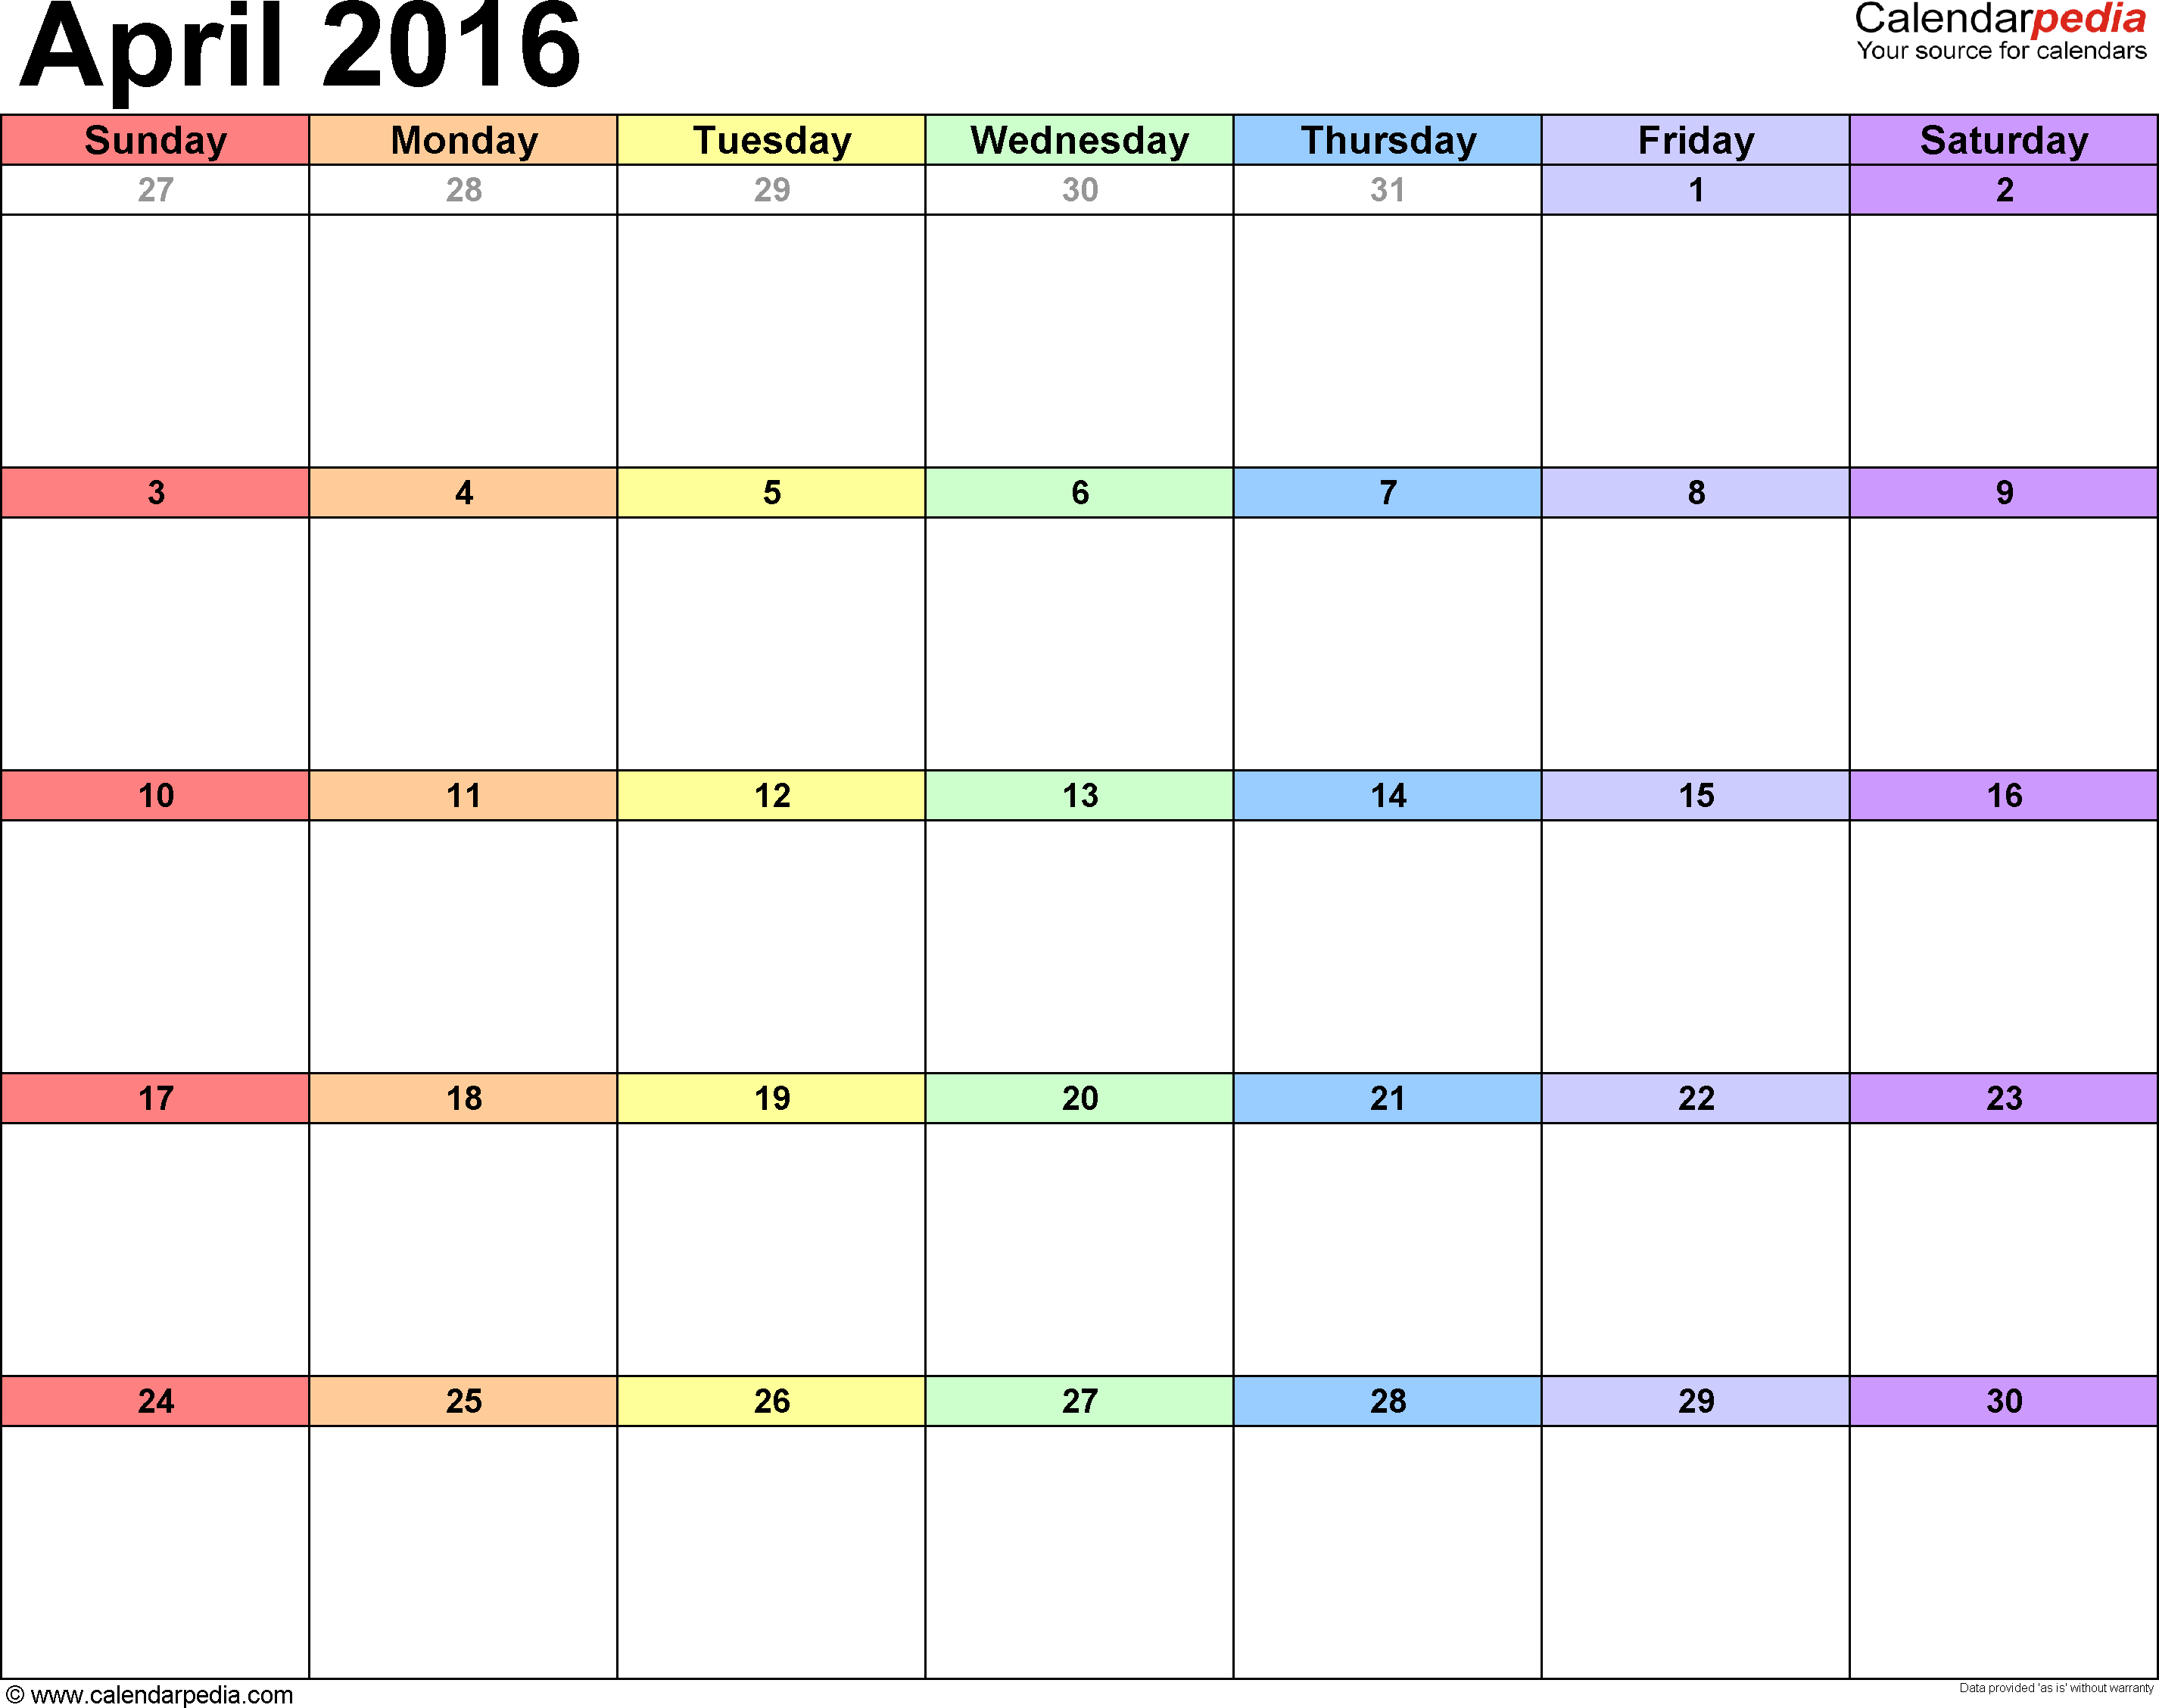 April 2016
Calendarpedia
Your source for calendars
Sunday Monday Tuesday Wednesday Thursday Friday Saturday
27 28 29 30 31 1 2
3 4 5 6 7 8 9
10 11 12 13 14 15 16
17 18 19 20 21 22 23
24 25 26 27 28 29 30
© www.calendarpedia.com
Data provided 'as is' without warranty